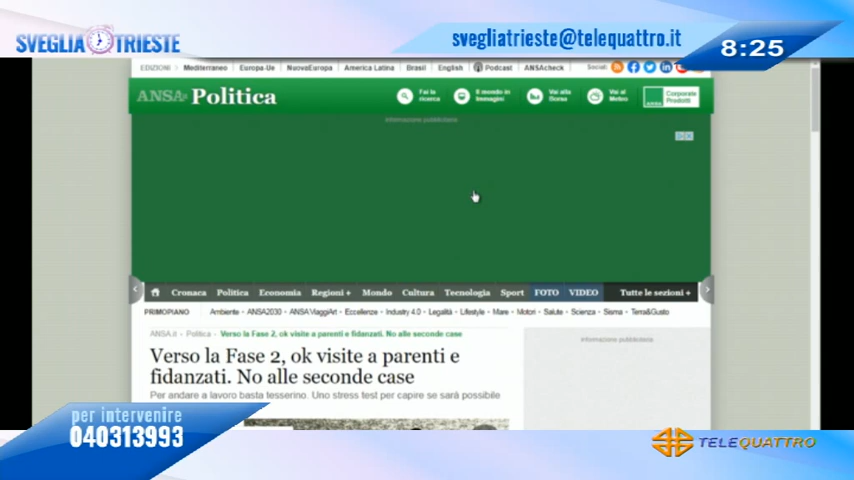 SVEGLIA TRIESTE
svegliatrieste@telequattro.it
8:25
EDIZIONI Mediterraneo Europa-Ue NuovaEuropa America Latina Brasil English Podcast ANSAcheck Social:
ANSA.it Politica
Fai la ricerca
Il mondo in Immagini
Vai alla Borsa
Vai al Meteo
ANSA Corporate Prodotti
informazione pubblicitaria
Cronaca Politica Economia Regioni + Mondo Cultura Tecnologia Sport FOTO VIDEO Tutte le sezioni +
PRIMOPIANO Ambiente • ANSA2030 • ANSA ViaggiArt • Eccellenze • Industry 4.0 • Legalità • Lifestyle • Mare • Motori • Salute • Scienza • Sisma • Terra&Gusto
ANSA.it Politica Verso la Fase 2, ok visite a parenti e fidanzati. No alle seconde case
informazione pubblicitaria
Verso la Fase 2, ok visite a parenti e
fidanzati. No alle seconde case
Per andare a lavoro basta tesserino. Uno stress test per capire se sarà possibile
per intervenire
040313993
TELEQUATTRO